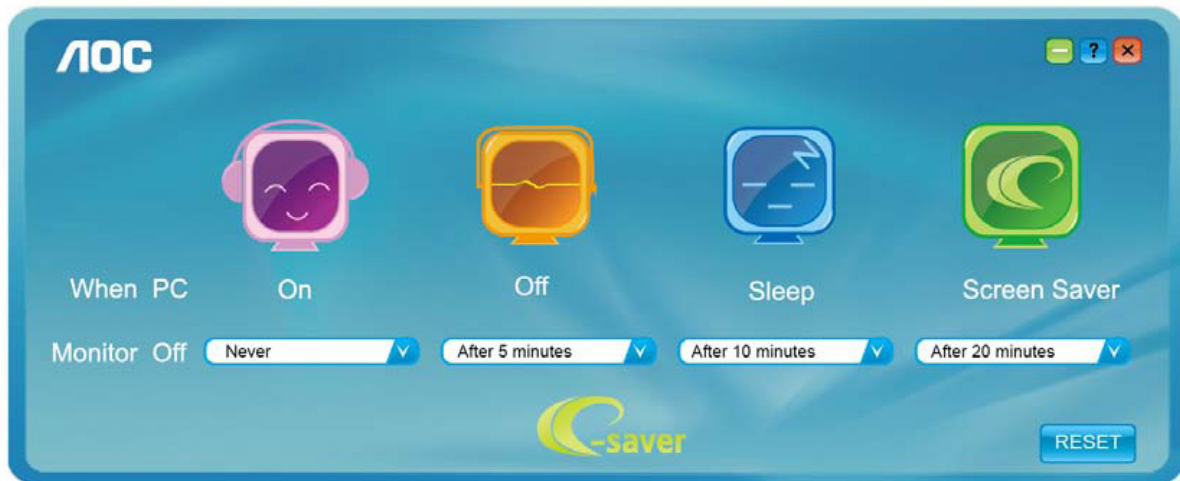 AOC
?
When PC On Off Sleep Screen Saver
Monitor Off Never After 5 minutes After 10 minutes After 20 minutes
e-saver
RESET